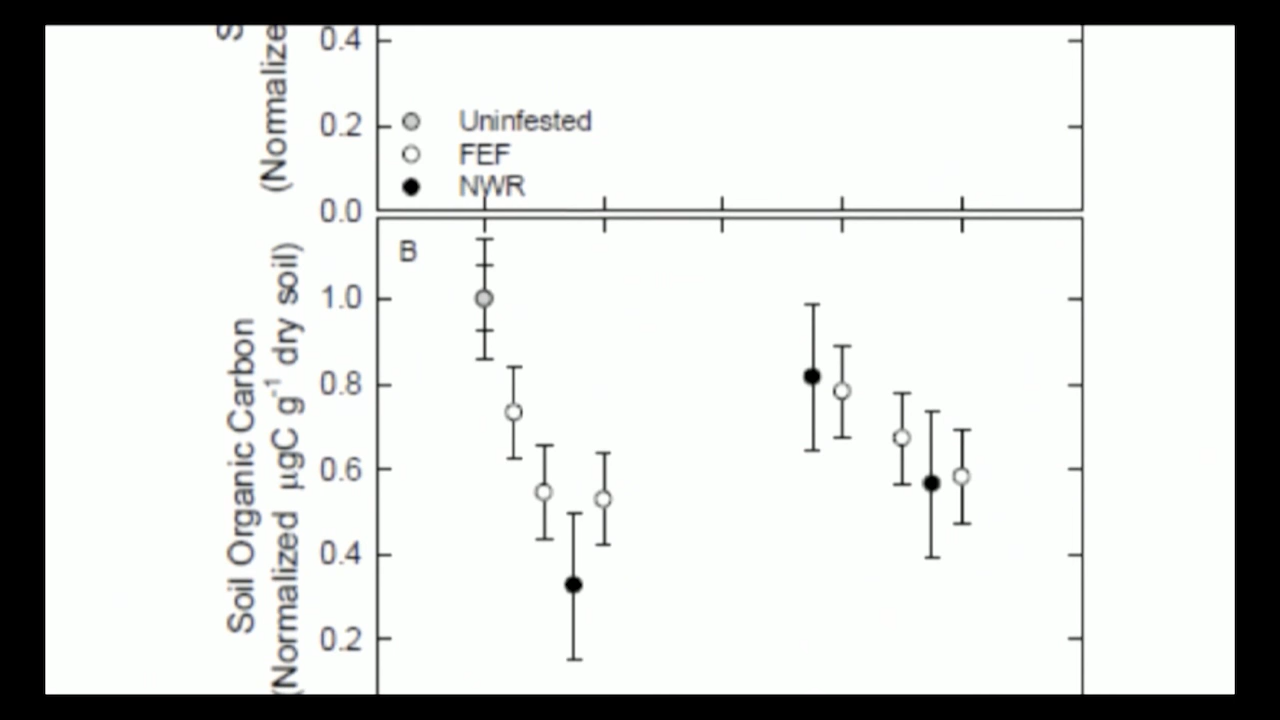 (Normalize
0.4
0.2
0.0
Uninfested
FEF
NWR
B
Soil Organic Carbon
(Normalized µgC g⁻¹ dry soil)
1.0
0.8
0.6
0.4
0.2